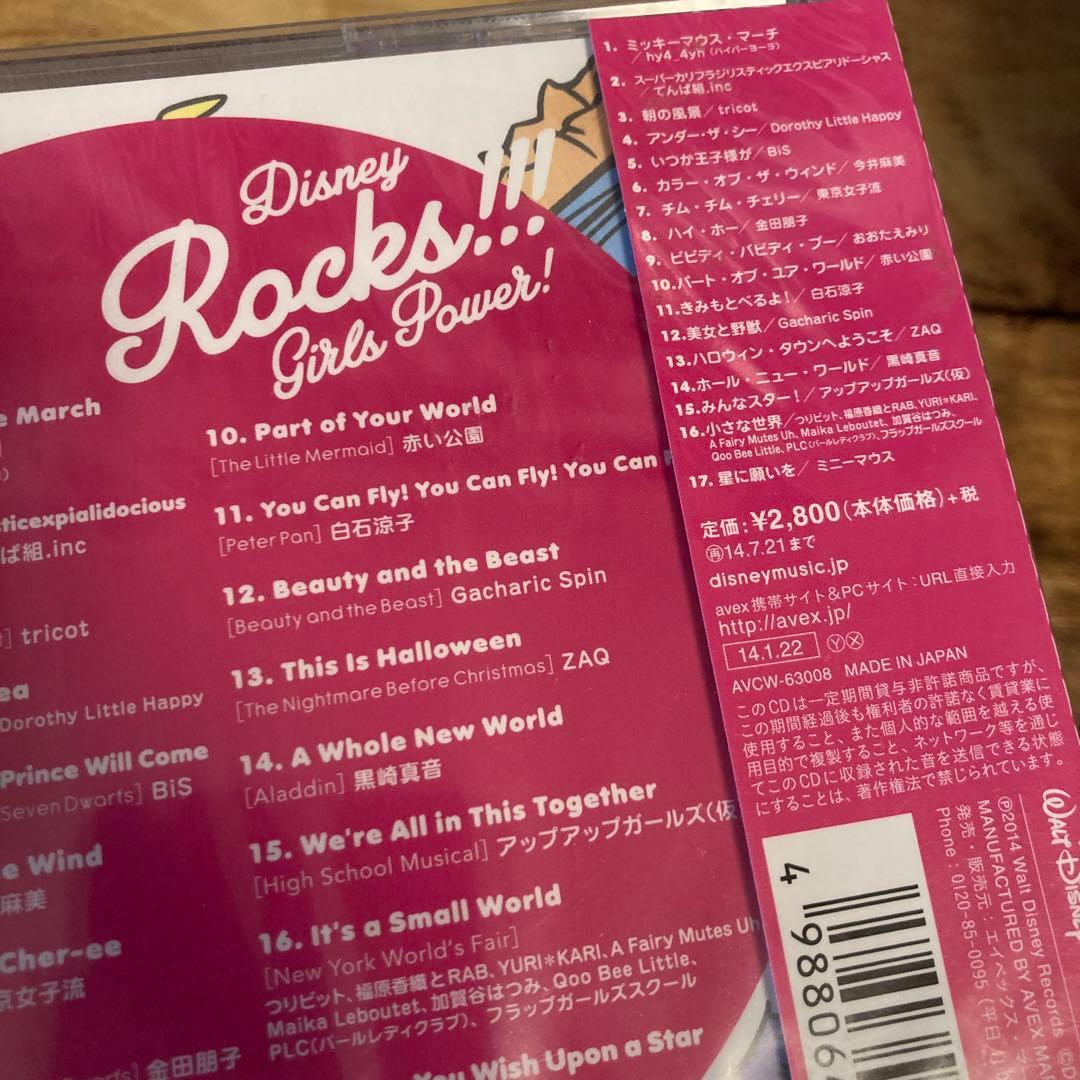 Disney
Rocks!!!
Girls Power!
March
ticexpialidocious
ぱ組.inc
tricot
ea
Dorothy Little Happy
Prince Will Come
Seven Dwarfs] BiS
e Wind
麻美
Cher-ee
京女子流
金田朋子
10. Part of Your World
[The Little Mermaid] 赤い公園
11. You Can Fly! You Can Fly! You Can
[Peter Pan] 白石涼子
12. Beauty and the Beast
[Beauty and the Beast] Gacharic Spin
13. This Is Halloween
[The Nightmare Before Christmas] ZAQ
14. A Whole New World
[Aladdin] 黒崎真音
15. We're All in This Together
[High School Musical] アップアップガールズ(仮
16. It's a Small World
[New York World's Fair]
つりビット、福原香織とRAB、YURI*KARI、A Fairy Mutes Uh
Maika Leboutet、加賀谷はつみ、Qoo Bee Little、
PLC(パールレディクラブ)、フラップガールズスクール
You Wish Upon a Star
1. ミッキーマウス・マーチ
/hy4_4yh(ハイパーヨーヨ)
2. スーパーカリフラジリスティックエクスピアリドーシャス
/でんぱ組.inc
3. 朝の風景/tricot
4. アンダー・ザ・シー/Dorothy Little Happy
5. いつか王子様が/BiS
6. カラー・オブ・ザ・ウィンド/今井麻美
7. チム・チム・チェリー/東京女子流
8. ハイ・ホー/金田朋子
9. ビビディ・バビディ・ブー/おおたえみり
10. パート・オブ・ユア・ワールド/赤い公園
11. きみもとべるよ!/白石涼子
12. 美女と野獣/Gacharic Spin
13. ハロウィン・タウンへようこそ/ZAQ
14. ホール・ニュー・ワールド/黒崎真音
15. みんなスター!/アップアップガールズ(仮)
16. 小さな世界/つりビット、福原香織とRAB、YURI*KARI、
A Fairy Mutes Uh、Maika Leboutet、加賀谷はつみ、
Qoo Bee Little、PLC(パールレディクラブ)、フラップガールズスクール
17. 星に願いを/ミニーマウス
定価:¥2,800(本体価格)+税
再14.7.21まで
disneymusic.jp
avex携帯サイト&PCサイト:URL直接入力
http://avex.jp/
14.1.22 Ⓨ Ⓧ
AVCW-63008 MADE IN JAPAN
このCDは一定期間貸与非許諾商品ですが、
この期間経過後も権利者の許諾なく賃貸業に
使用すること、また個人的な範囲を越える使
用目的で複製すること、ネットワーク等を通じ
てこのCDに収録された音を送信できる状態
にすることは、著作権法で禁じられています。
WALT DISNEY
Ⓟ2014 Walt Disney Records
MANUFACTURED BY AVEX
発売・販売元:エイベックス・
Phone:0120-85-0095 (平日
4 98806